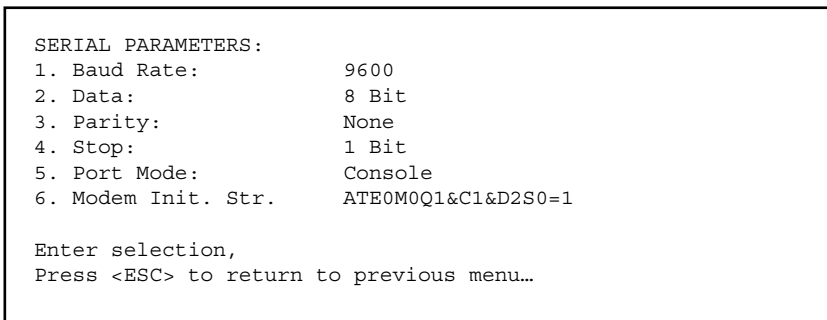 SERIAL PARAMETERS:
1. Baud Rate: 9600
2. Data: 8 Bit
3. Parity: None
4. Stop: 1 Bit
5. Port Mode: Console
6. Modem Init. Str. ATE0M0Q1&C1&D2S0=1
Enter selection,
Press <ESC> to return to previous menu…